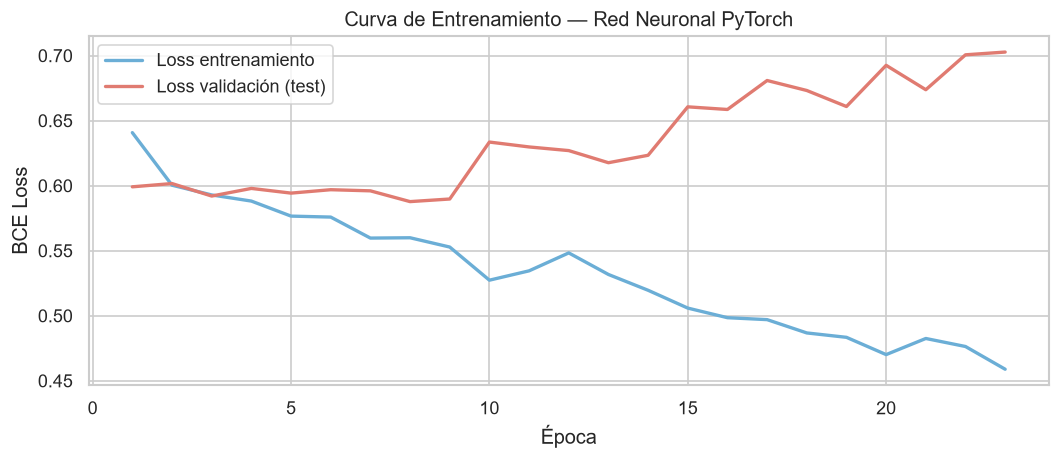 Curva de Entrenamiento — Red Neuronal PyTorch
Loss entrenamiento
Loss validación (test)
BCE Loss
0.70
0.65
0.60
0.55
0.50
0.45
0
5
10
15
20
Época